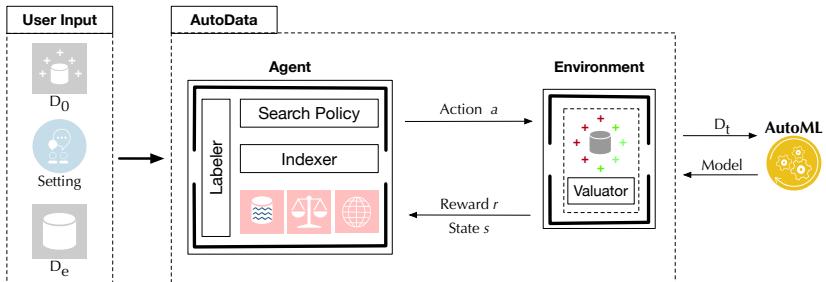 User Input
AutoData
D0
Setting
De
Agent
Labeler
Search Policy
Indexer
Action a
Reward r
State s
Environment
Valuator
Dt
Model
AutoML